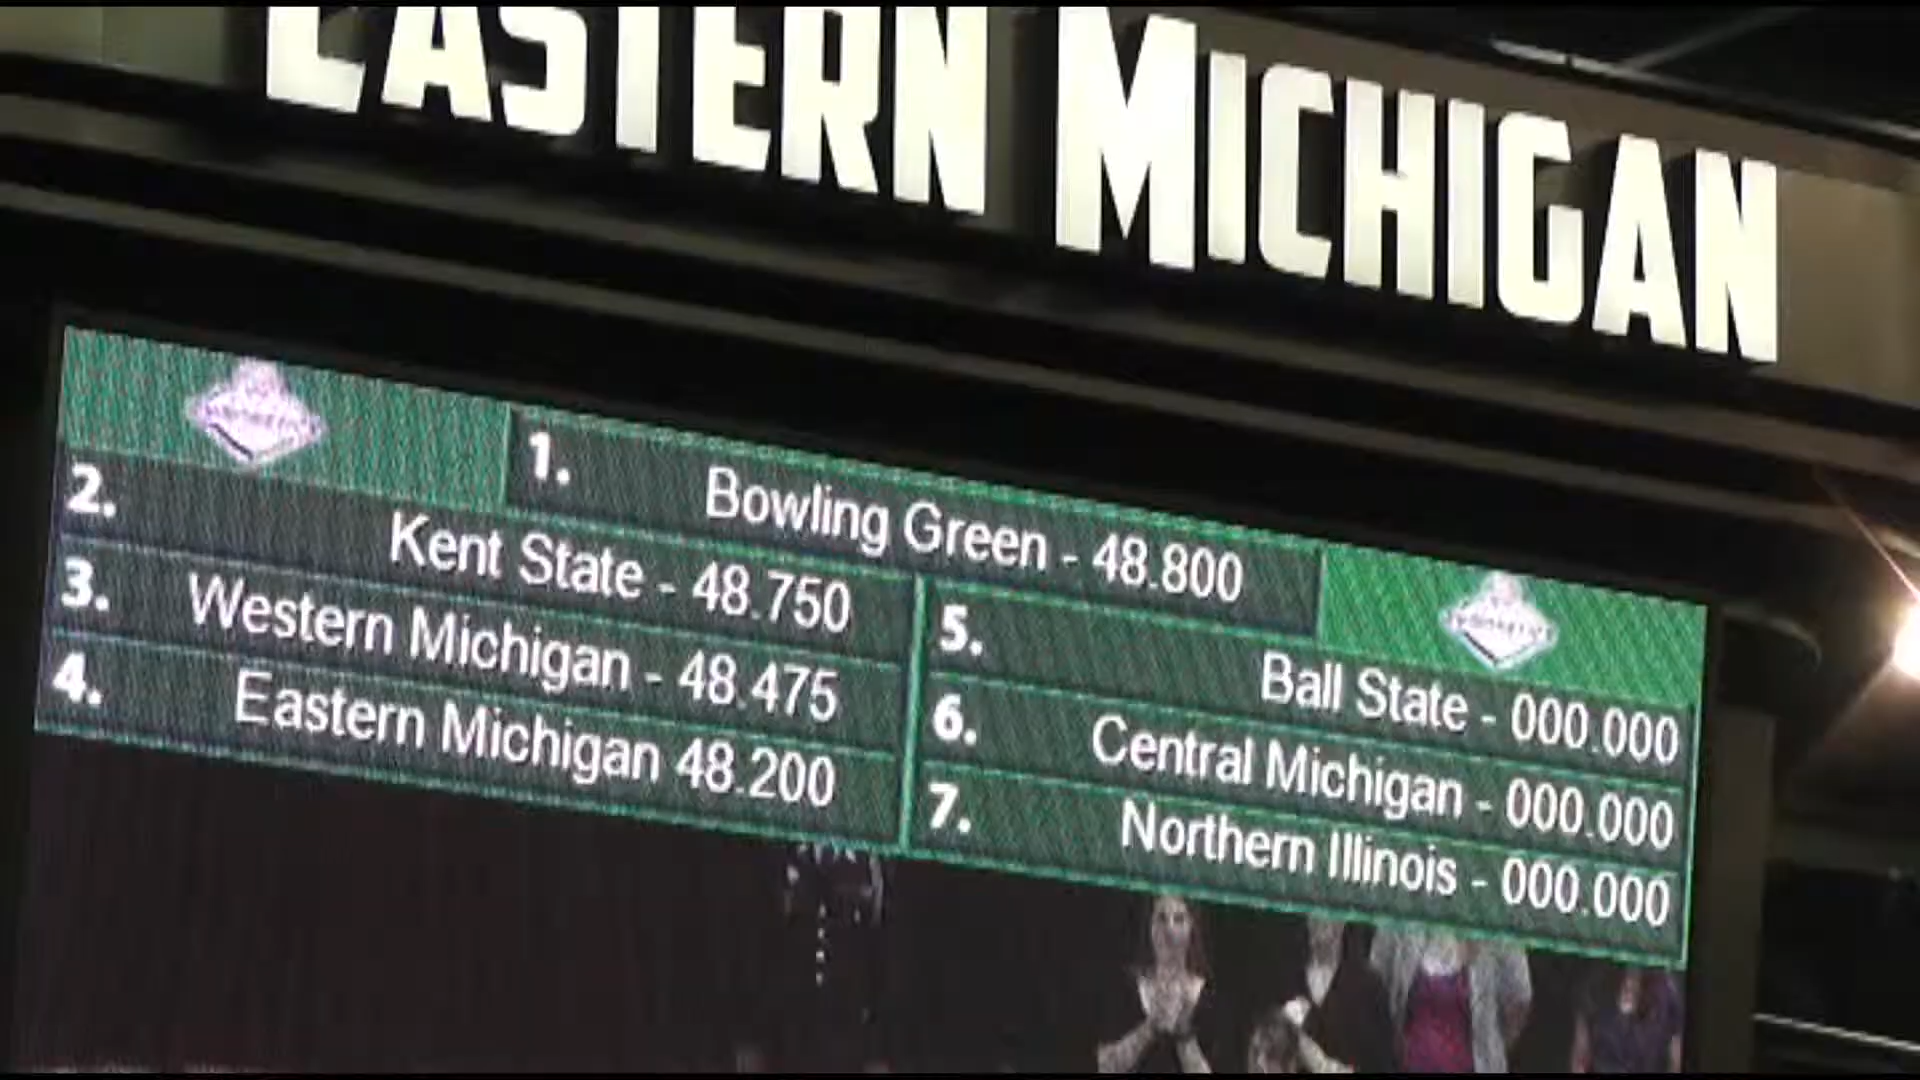 EASTERN MICHIGAN
1. Bowling Green - 48.800
2. Kent State - 48.750
3. Western Michigan - 48.475
4. Eastern Michigan 48.200
5. Ball State - 000.000
6. Central Michigan - 000.000
7. Northern Illinois - 000.000